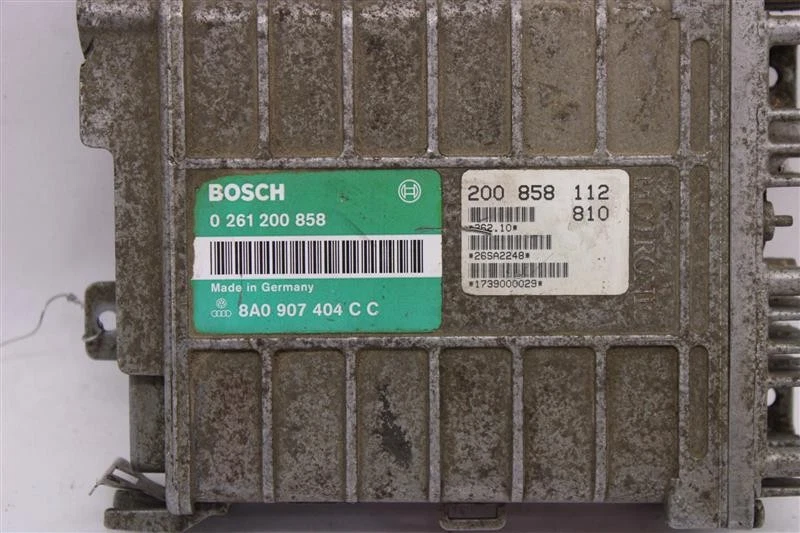 BOSCH
0 261 200 858
Made in Germany
8A0 907 404 C C
200 858 112
810
*262.10*
*26SA2248*
*1739000029*